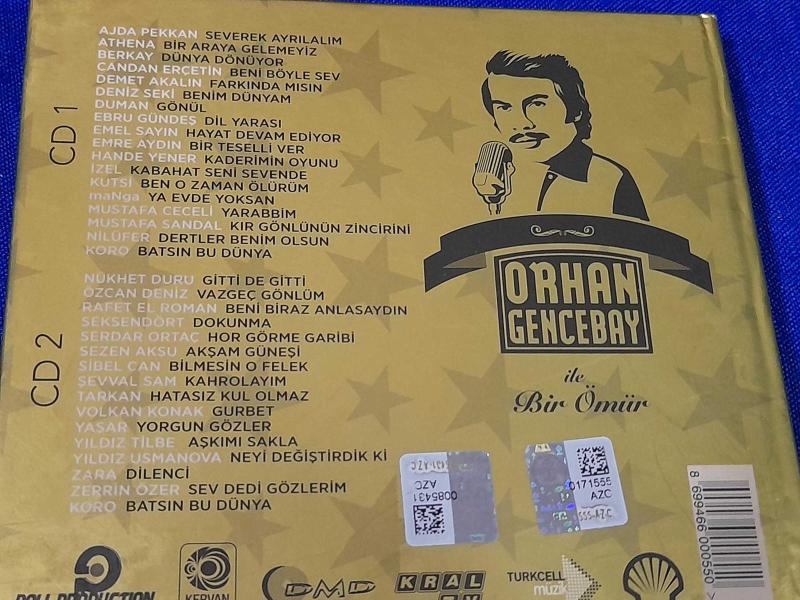 CD 1
AJDA PEKKAN SEVEREK AYRILALIM
ATHENA BİR ARAYA GELEMEYİZ
BERKAY DÜNYA DÖNÜYOR
CANDAN ERÇETİN BENİ BÖYLE SEV
DEMET AKALIN FARKINDA MISIN
DENİZ SEKİ BENİM DÜNYAM
DUMAN GÖNÜL
EBRU GÜNDEŞ DİL YARASI
EMEL SAYIN HAYAT DEVAM EDİYOR
EMRE AYDIN BİR TESELLİ VER
HANDE YENER KADERİMİN OYUNU
İZEL KABAHAT SENİ SEVENDE
KUTSİ BEN O ZAMAN ÖLÜRÜM
maNga YA EVDE YOKSAN
MUSTAFA CECELİ YARABBİM
MUSTAFA SANDAL KIR GÖNLÜNÜN ZİNCİRİNİ
NİLÜFER DERTLER BENİM OLSUN
KORO BATSIN BU DÜNYA
CD 2
NÜKHET DURU GİTTİ DE GİTTİ
ÖZCAN DENİZ VAZGEÇ GÖNLÜM
RAFET EL ROMAN BENİ BİRAZ ANLASAYDIN
SEKSENDÖRT DOKUNMA
SERDAR ORTAÇ HOR GÖRME GARİBİ
SEZEN AKSU AKŞAM GÜNEŞİ
SİBEL CAN BİLMESİN O FELEK
ŞEVVAL SAM KAHROLAYIM
TARKAN HATASIZ KUL OLMAZ
VOLKAN KONAK GURBET
YAŞAR YORGUN GÖZLER
YILDIZ TİLBE AŞKIMI SAKLA
YILDIZ USMANOVA NEYİ DEĞİŞTİRDİK Kİ
ZARA DİLENCİ
ZERRİN ÖZER SEV DEDİ GÖZLERİM
KORO BATSIN BU DÜNYA
ORHAN
GENCEBAY
ile
Bir Ömür
0085431
AZC
0171555
AZC
8 699466 000550
POLL PRODUCTION
KERVAN
DMD
KRAL
TURKCELL
müzik